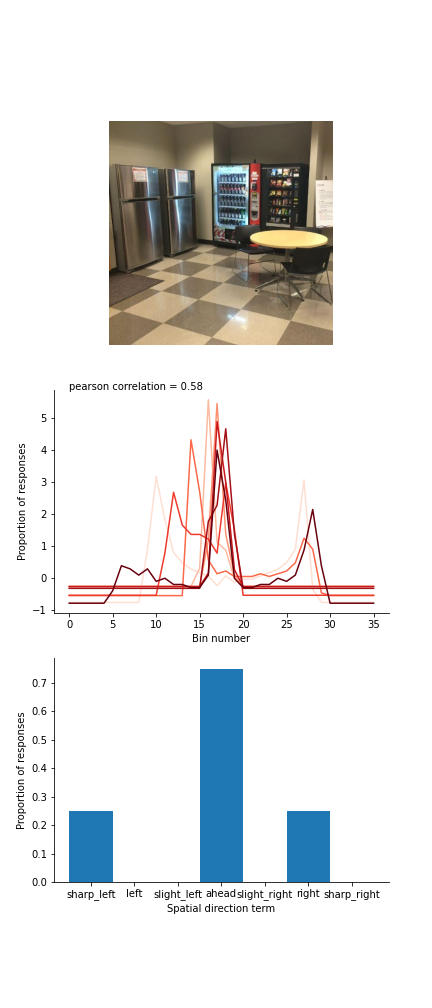 pearson correlation = 0.58
Proportion of responses
5
4
3
2
1
0
−1
0 5 10 15 20 25 30 35
Bin number
Proportion of responses
0.7
0.6
0.5
0.4
0.3
0.2
0.1
0.0
sharp_left left slight_left ahead slight_right right sharp_right
Spatial direction term